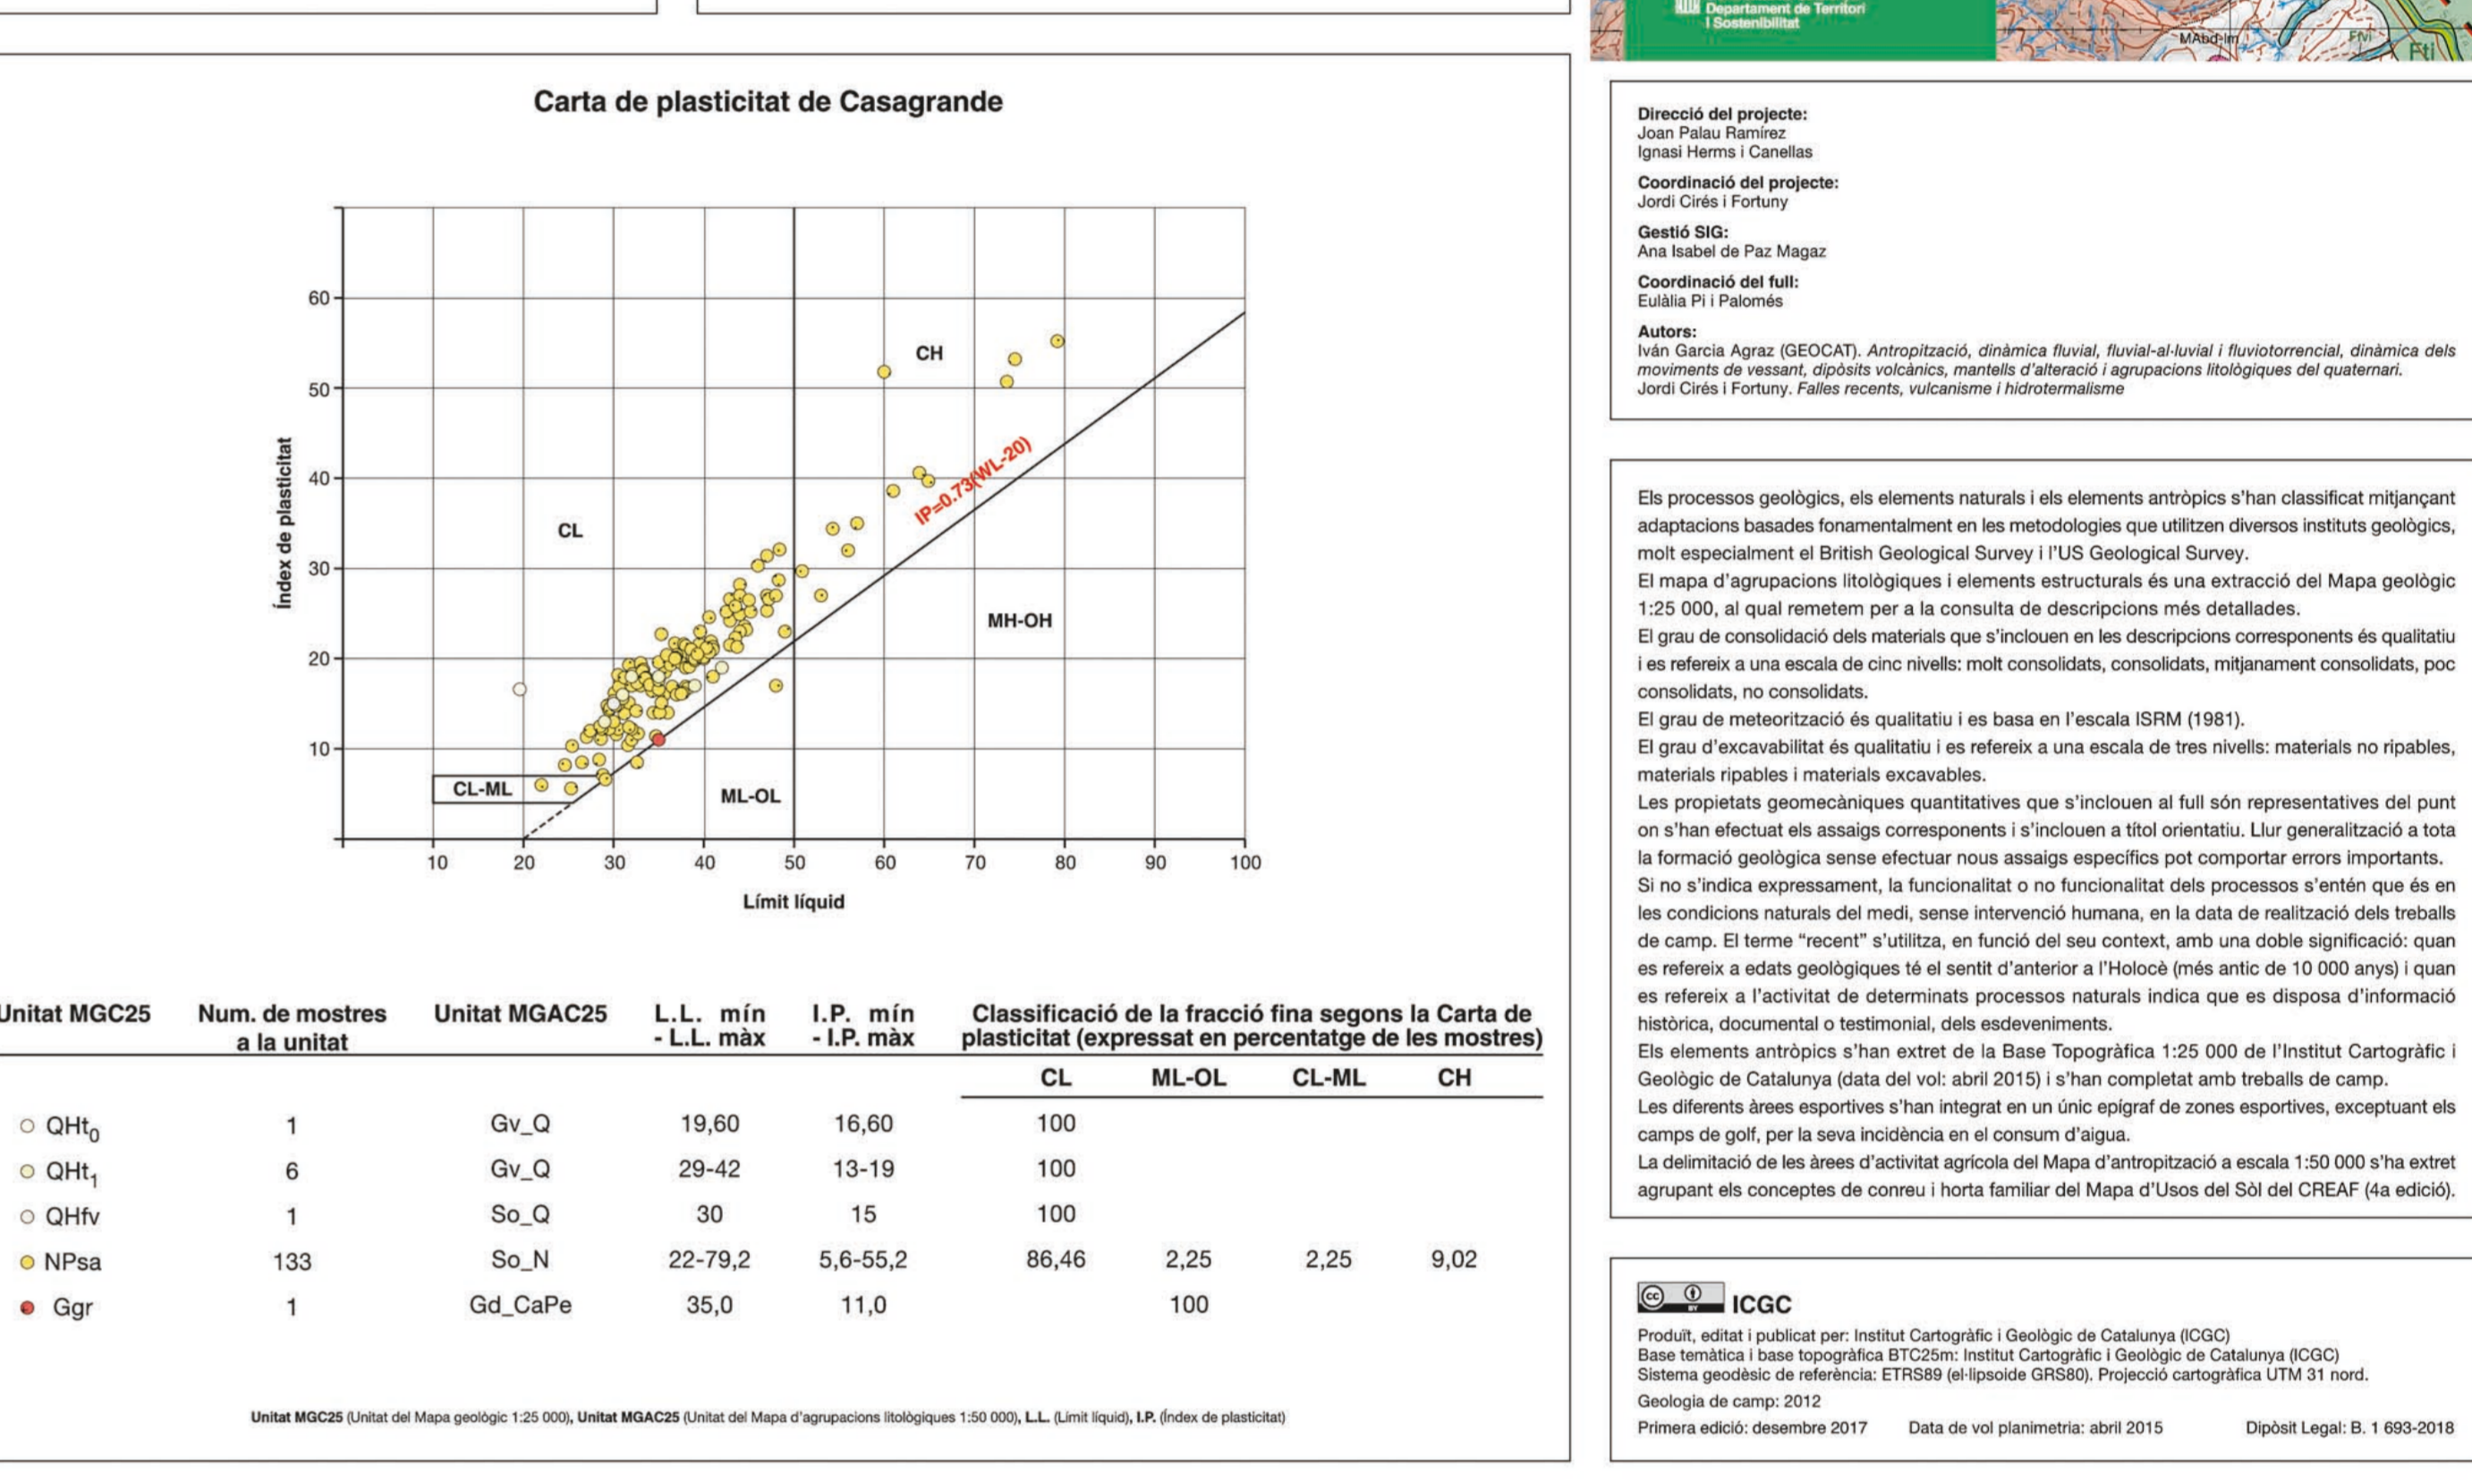 Departament de Territori
i Sostenibilitat
MAbd-lm
Ffvi
Fti
Carta de plasticitat de Casagrande
Índex de plasticitat
60
50
40
30
20
10
CH
CL
IP=0.73(WL-20)
MH-OH
CL-ML
ML-OL
10 20 30 40 50 60 70 80 90 100
Límit líquid
Unitat MGC25 Num. de mostres Unitat MGAC25 L.L. mín I.P. mín Classificació de la fracció fina segons la Carta de
a la unitat - L.L. màx - I.P. màx plasticitat (expressat en percentatge de les mostres)
CL ML-OL CL-ML CH
QHt0 1 Gv_Q 19,60 16,60 100
QHt1 6 Gv_Q 29-42 13-19 100
QHfv 1 So_Q 30 15 100
NPsa 133 So_N 22-79,2 5,6-55,2 86,46 2,25 2,25 9,02
Ggr 1 Gd_CaPe 35,0 11,0 100
Unitat MGC25 (Unitat del Mapa geològic 1:25 000), Unitat MGAC25 (Unitat del Mapa d'agrupacions litològiques 1:50 000), L.L. (Límit líquid), I.P. (Índex de plasticitat)
Direcció del projecte:
Joan Palau Ramírez
Ignasi Herms i Canellas
Coordinació del projecte:
Jordi Cirés i Fortuny
Gestió SIG:
Ana Isabel de Paz Magaz
Coordinació del full:
Eulàlia Pi i Palomés
Autors:
Iván Garcia Agraz (GEOCAT). Antropització, dinàmica fluvial, fluvial-al·luvial i fluviotorrencial, dinàmica dels
moviments de vessant, dipòsits volcànics, mantells d'alteració i agrupacions litològiques del quaternari.
Jordi Cirés i Fortuny. Falles recents, vulcanisme i hidrotermalisme
Els processos geològics, els elements naturals i els elements antròpics s'han classificat mitjançant
adaptacions basades fonamentalment en les metodologies que utilitzen diversos instituts geològics,
molt especialment el British Geological Survey i l'US Geological Survey.
El mapa d'agrupacions litològiques i elements estructurals és una extracció del Mapa geològic
1:25 000, al qual remetem per a la consulta de descripcions més detallades.
El grau de consolidació dels materials que s'inclouen en les descripcions corresponents és qualitatiu
i es refereix a una escala de cinc nivells: molt consolidats, consolidats, mitjanament consolidats, poc
consolidats, no consolidats.
El grau de meteorització és qualitatiu i es basa en l'escala ISRM (1981).
El grau d'excavabilitat és qualitatiu i es refereix a una escala de tres nivells: materials no ripables,
materials ripables i materials excavables.
Les propietats geomecàniques quantitatives que s'inclouen al full són representatives del punt
on s'han efectuat els assaigs corresponents i s'inclouen a títol orientatiu. Llur generalització a tota
la formació geològica sense efectuar nous assaigs específics pot comportar errors importants.
Si no s'indica expressament, la funcionalitat o no funcionalitat dels processos s'entén que és en
les condicions naturals del medi, sense intervenció humana, en la data de realització dels treballs
de camp. El terme “recent” s'utilitza, en funció del seu context, amb una doble significació: quan
es refereix a edats geològiques té el sentit d'anterior a l'Holocè (més antic de 10 000 anys) i quan
es refereix a l'activitat de determinats processos naturals indica que es disposa d'informació
històrica, documental o testimonial, dels esdeveniments.
Els elements antròpics s'han extret de la Base Topogràfica 1:25 000 de l'Institut Cartogràfic i
Geològic de Catalunya (data del vol: abril 2015) i s'han completat amb treballs de camp.
Les diferents àrees esportives s'han integrat en un únic epígraf de zones esportives, exceptuant els
camps de golf, per la seva incidència en el consum d'aigua.
La delimitació de les àrees d'activitat agrícola del Mapa d'antropització a escala 1:50 000 s'ha extret
agrupant els conceptes de conreu i horta familiar del Mapa d'Usos del Sòl del CREAF (4a edició).
cc BY ICGC
Produït, editat i publicat per: Institut Cartogràfic i Geològic de Catalunya (ICGC)
Base temàtica i base topogràfica BTC25m: Institut Cartogràfic i Geològic de Catalunya (ICGC)
Sistema geodèsic de referència: ETRS89 (el·lipsoide GRS80). Projecció cartogràfica UTM 31 nord.
Geologia de camp: 2012
Primera edició: desembre 2017 Data de vol planimetria: abril 2015 Dipòsit Legal: B. 1 693-2018